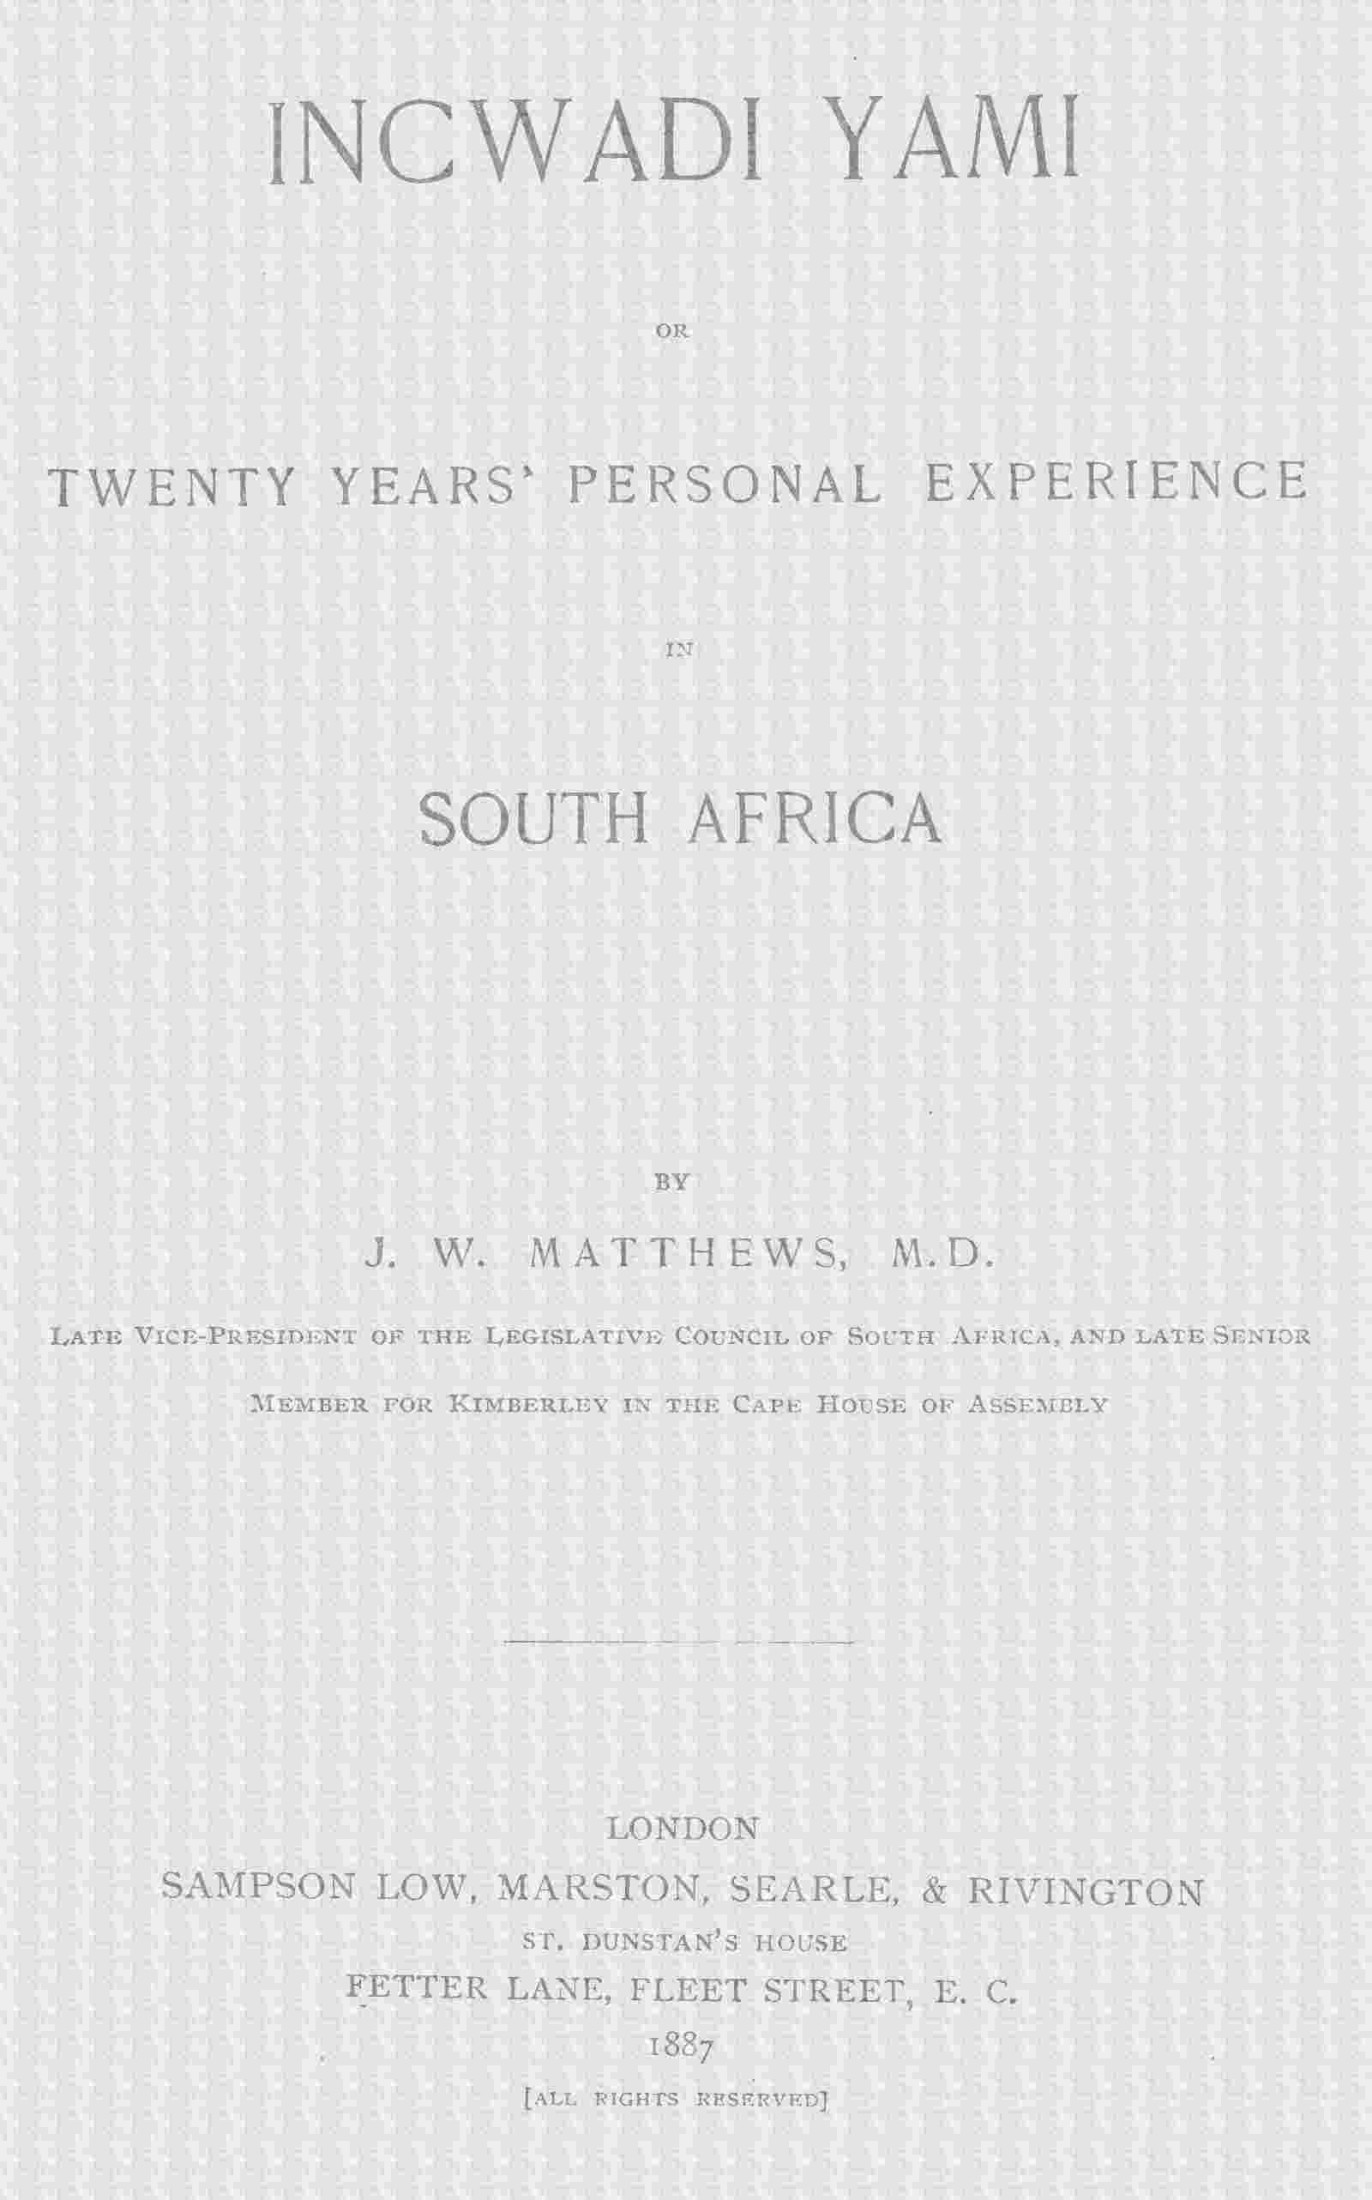 INCWADI YAMI
OR
TWENTY YEARS' PERSONAL EXPERIENCE
IN
SOUTH AFRICA
BY
J. W. MATTHEWS, M.D.
LATE VICE-PRESIDENT OF THE LEGISLATIVE COUNCIL OF SOUTH AFRICA, AND LATE SENIOR
MEMBER FOR KIMBERLEY IN THE CAPE HOUSE OF ASSEMBLY
LONDON
SAMPSON LOW, MARSTON, SEARLE, & RIVINGTON
ST. DUNSTAN'S HOUSE
FETTER LANE, FLEET STREET, E. C.
1887
[ALL RIGHTS RESERVED]